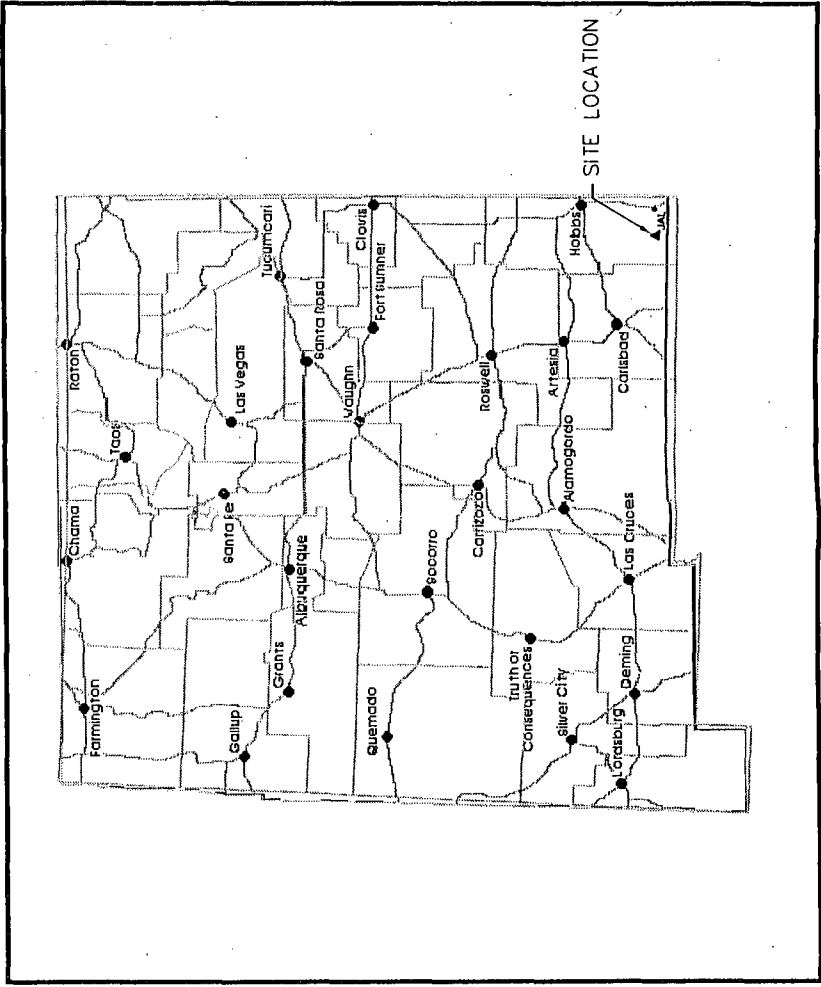 Farmington
Chama
Raton
Taos
Gallup
Grants
Santa Fe
Las Vegas
Tucumcari
Albuquerque
Santa Rosa
Quemado
Vaughn
Fort Sumner
Clovis
Socorro
Truth or
Consequences
Carrizozo
Roswell
Silver City
Alamogordo
Artesia
Hobbs
Lordsburg
Deming
Las Cruces
Carlsbad
JAL
SITE LOCATION